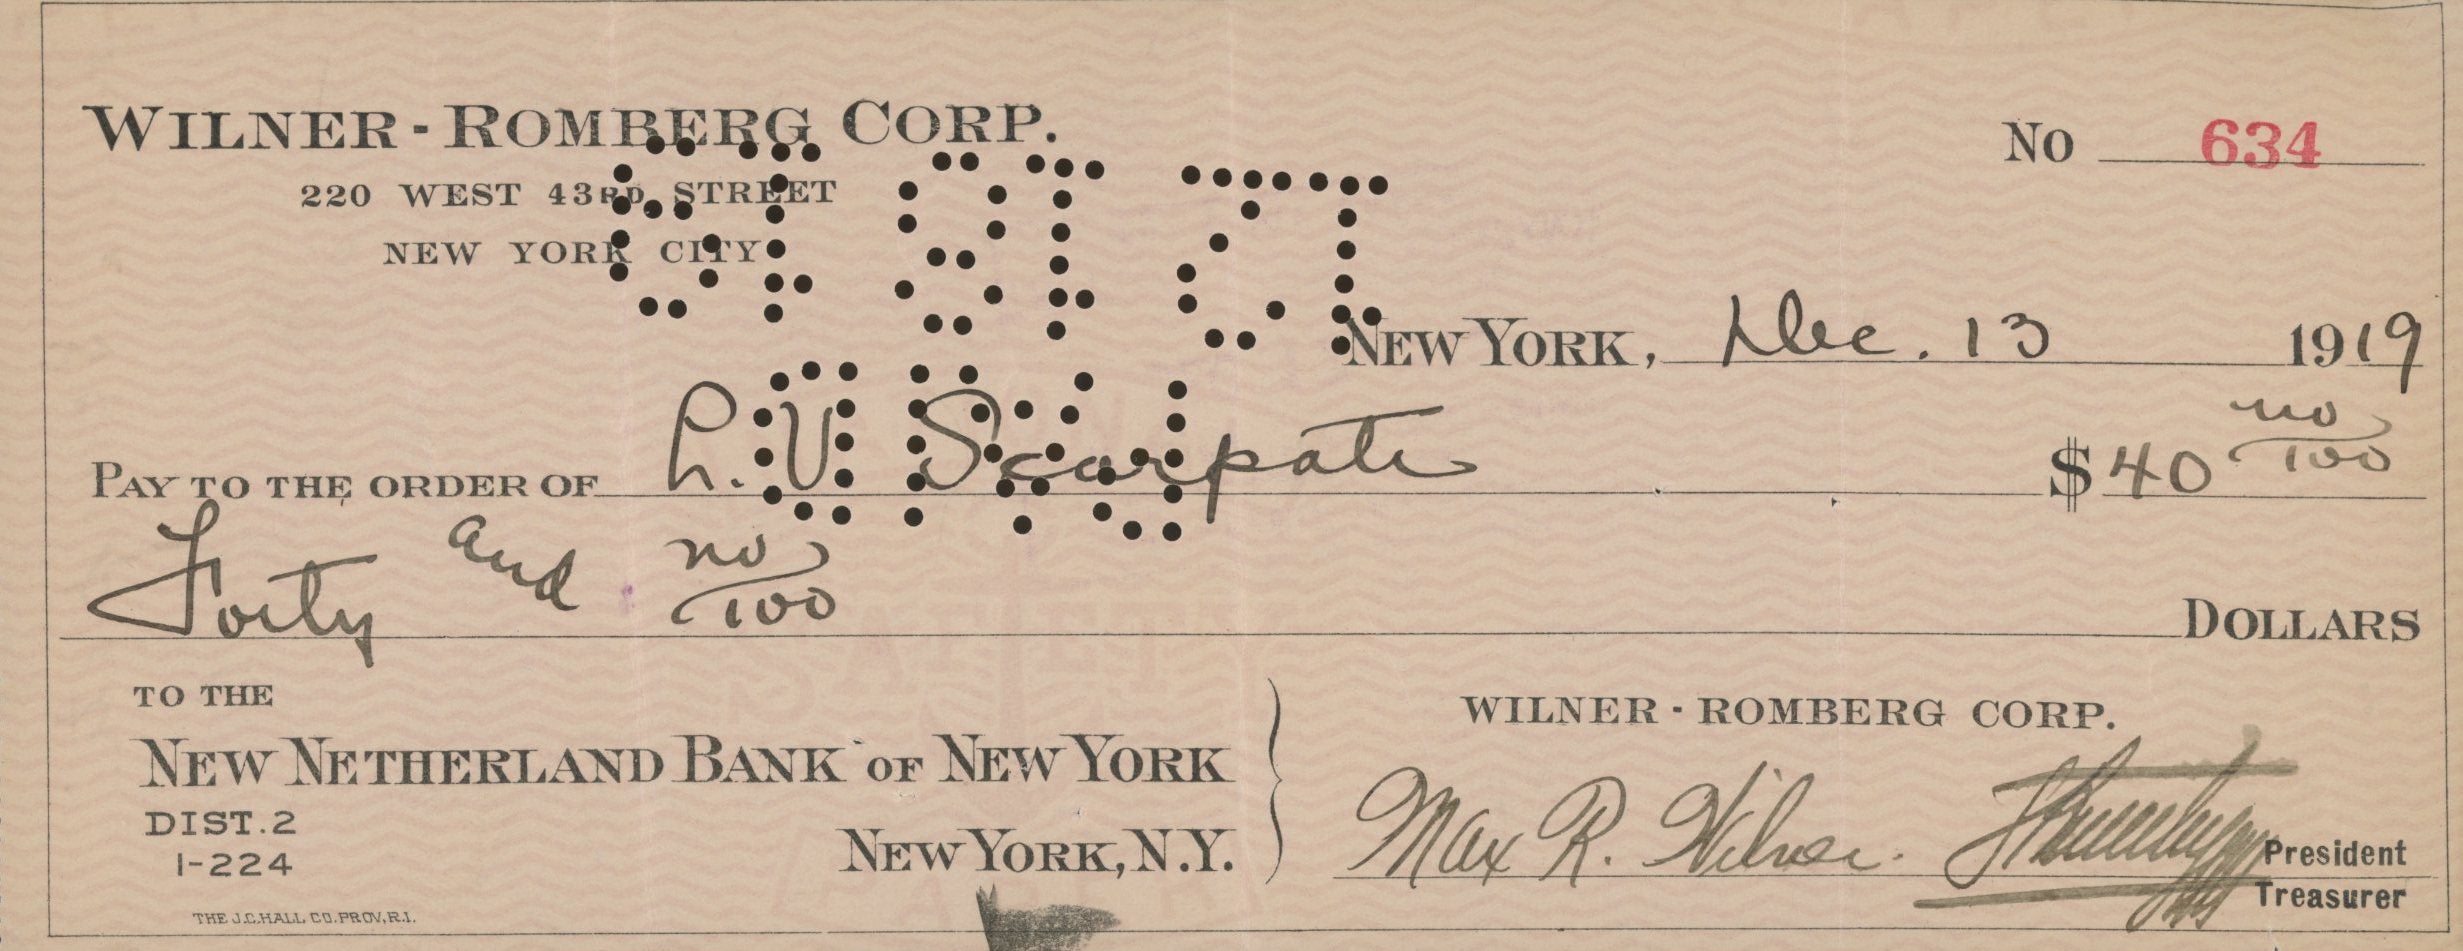 WILNER-ROMBERG CORP.
220 WEST 43RD. STREET
NEW YORK CITY
No 634
NEW YORK, Dec. 13 1919
PAY TO THE ORDER OF L. V. Scarpati $40 no/100
Forty and no/100 DOLLARS
TO THE
NEW NETHERLAND BANK OF NEW YORK
DIST. 2
1-224
NEW YORK, N.Y.
THE J.C. HALL CO. PROV. R.I.
WILNER-ROMBERG CORP.
Max R. Wilner.
President
Treasurer